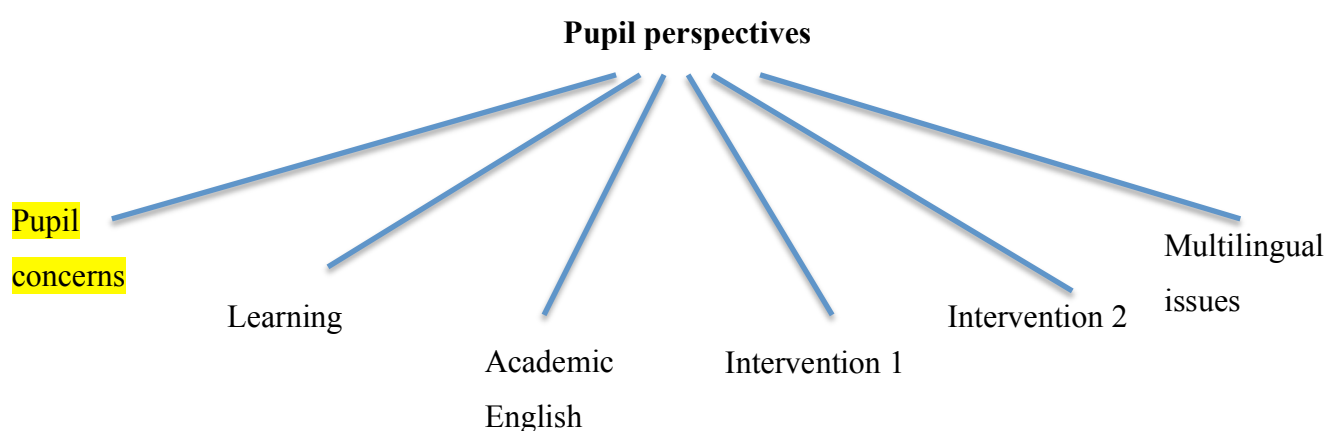 Pupil perspectives
Pupil
concerns
Learning
Academic
English
Intervention 1
Intervention 2
Multilingual
issues